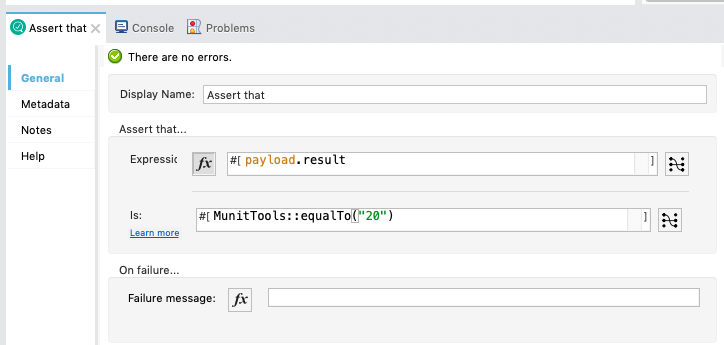 Assert that Console Problems
There are no errors.
General
Metadata
Notes
Help
Display Name: Assert that
Assert that...
Expressic fx #[ payload.result ]
Is: #[ MunitTools::equalTo("20") ]
Learn more
On failure...
Failure message: fx